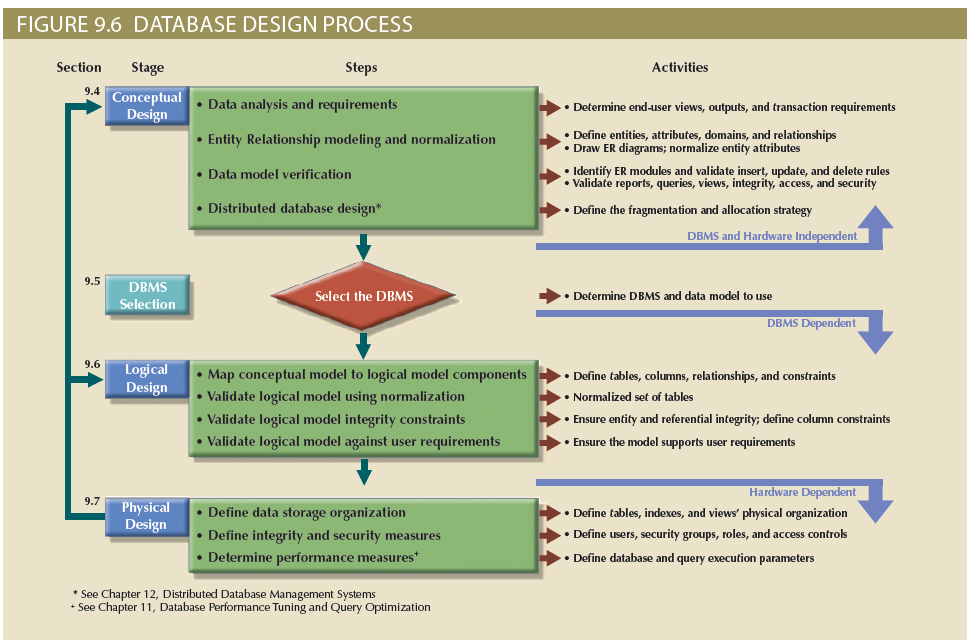 FIGURE 9.6 DATABASE DESIGN PROCESS
Section Stage Steps Activities
9.4
Conceptual
Design
• Data analysis and requirements
• Determine end-user views, outputs, and transaction requirements
• Entity Relationship modeling and normalization
• Define entities, attributes, domains, and relationships
• Draw ER diagrams; normalize entity attributes
• Data model verification
• Identify ER modules and validate insert, update, and delete rules
• Validate reports, queries, views, integrity, access, and security
• Distributed database design*
• Define the fragmentation and allocation strategy
DBMS and Hardware Independent
9.5
DBMS
Selection
Select the DBMS
• Determine DBMS and data model to use
DBMS Dependent
9.6
Logical
Design
• Map conceptual model to logical model components
• Define tables, columns, relationships, and constraints
• Validate logical model using normalization
• Normalized set of tables
• Validate logical model integrity constraints
• Ensure entity and referential integrity; define column constraints
• Validate logical model against user requirements
• Ensure the model supports user requirements
Hardware Dependent
9.7
Physical
Design
• Define data storage organization
• Define tables, indexes, and views’ physical organization
• Define integrity and security measures
• Define users, security groups, roles, and access controls
• Determine performance measures+
• Define database and query execution parameters
* See Chapter 12, Distributed Database Management Systems
+ See Chapter 11, Database Performance Tuning and Query Optimization